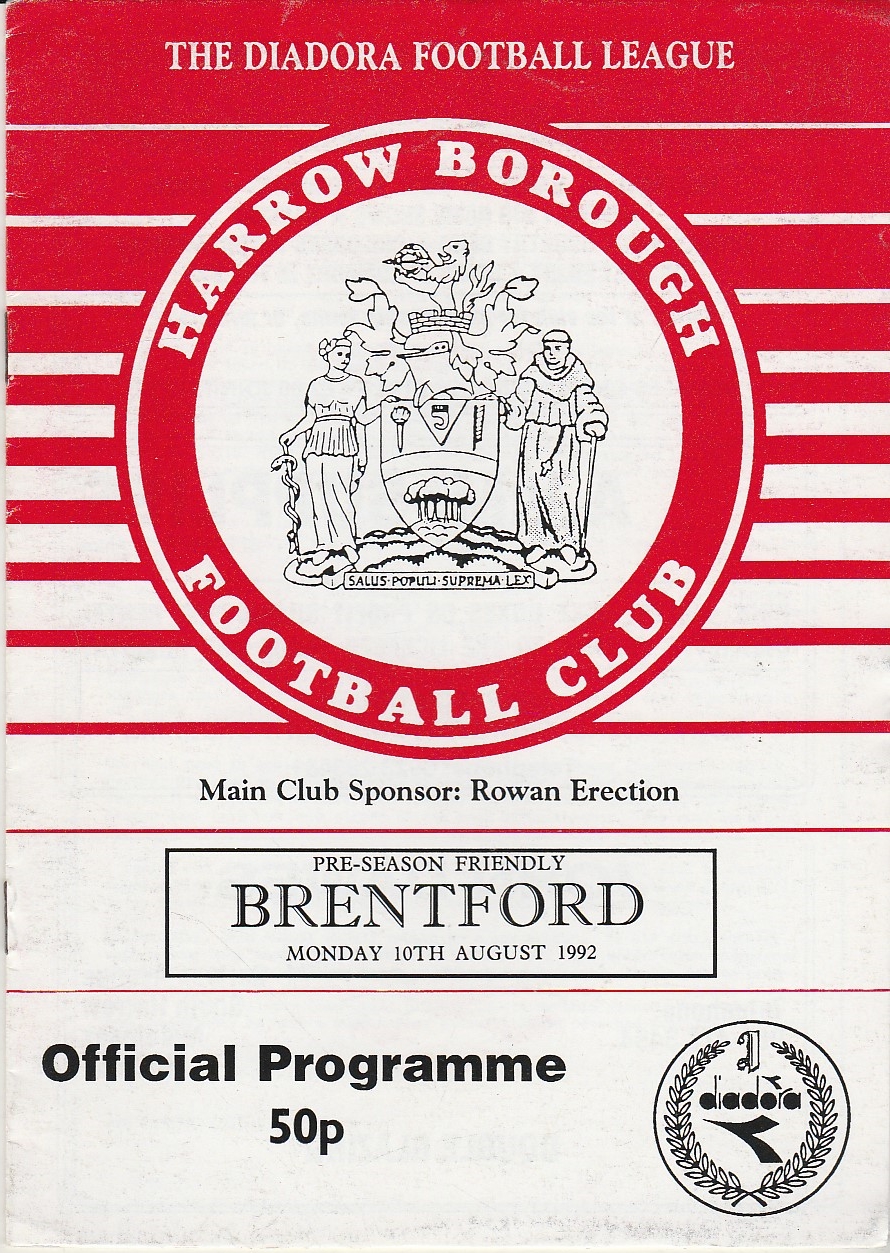 THE DIADORA FOOTBALL LEAGUE
HARROW BOROUGH
FOOTBALL CLUB
SALUS·POPULI·SUPREMA·LEX
Main Club Sponsor: Rowan Erection
PRE-SEASON FRIENDLY
BRENTFORD
MONDAY 10TH AUGUST 1992
Official Programme
50p
diadora